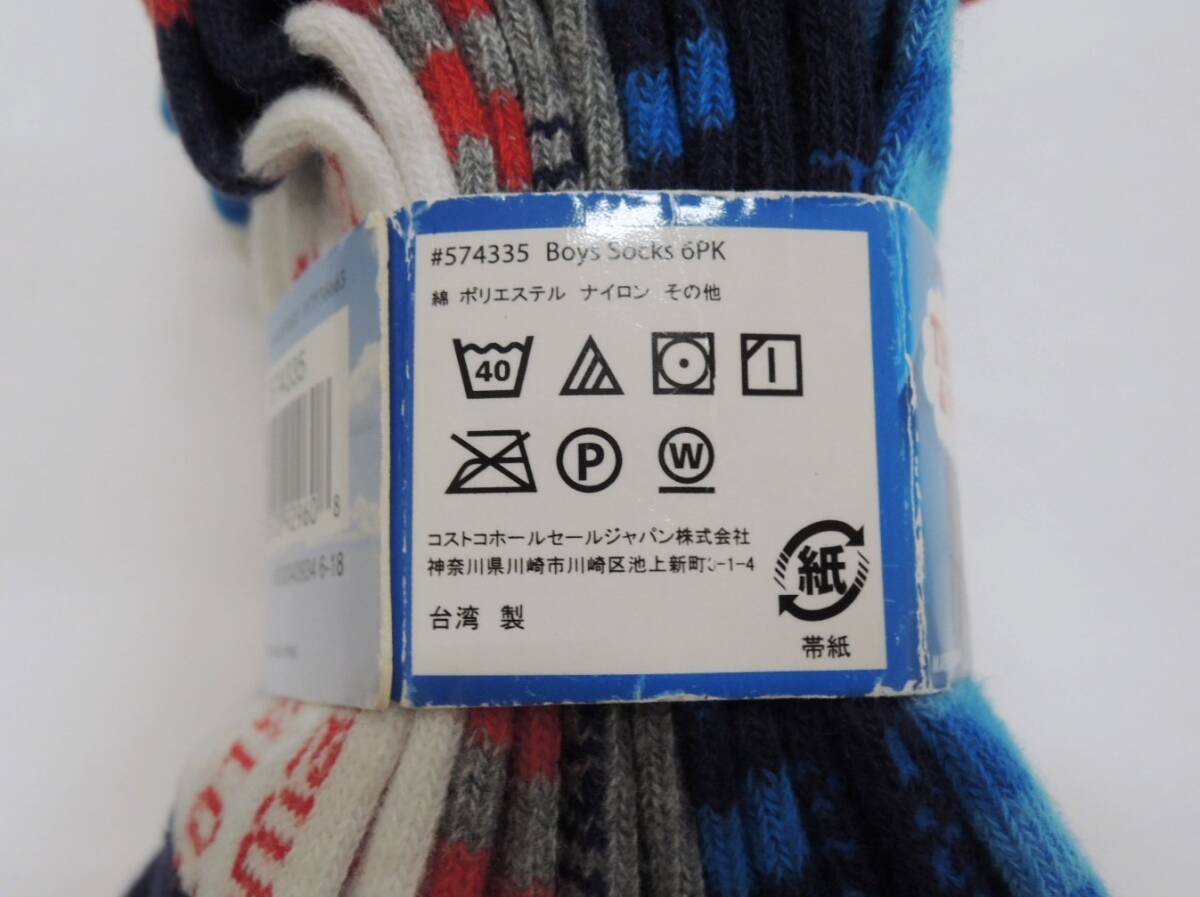 #574335 Boys Socks 6PK
綿 ポリエステル ナイロン その他
40
P
W
コストコホールセールジャパン株式会社
神奈川県川崎市川崎区池上新町3-1-4
台湾 製
紙
帯紙
6-18
8